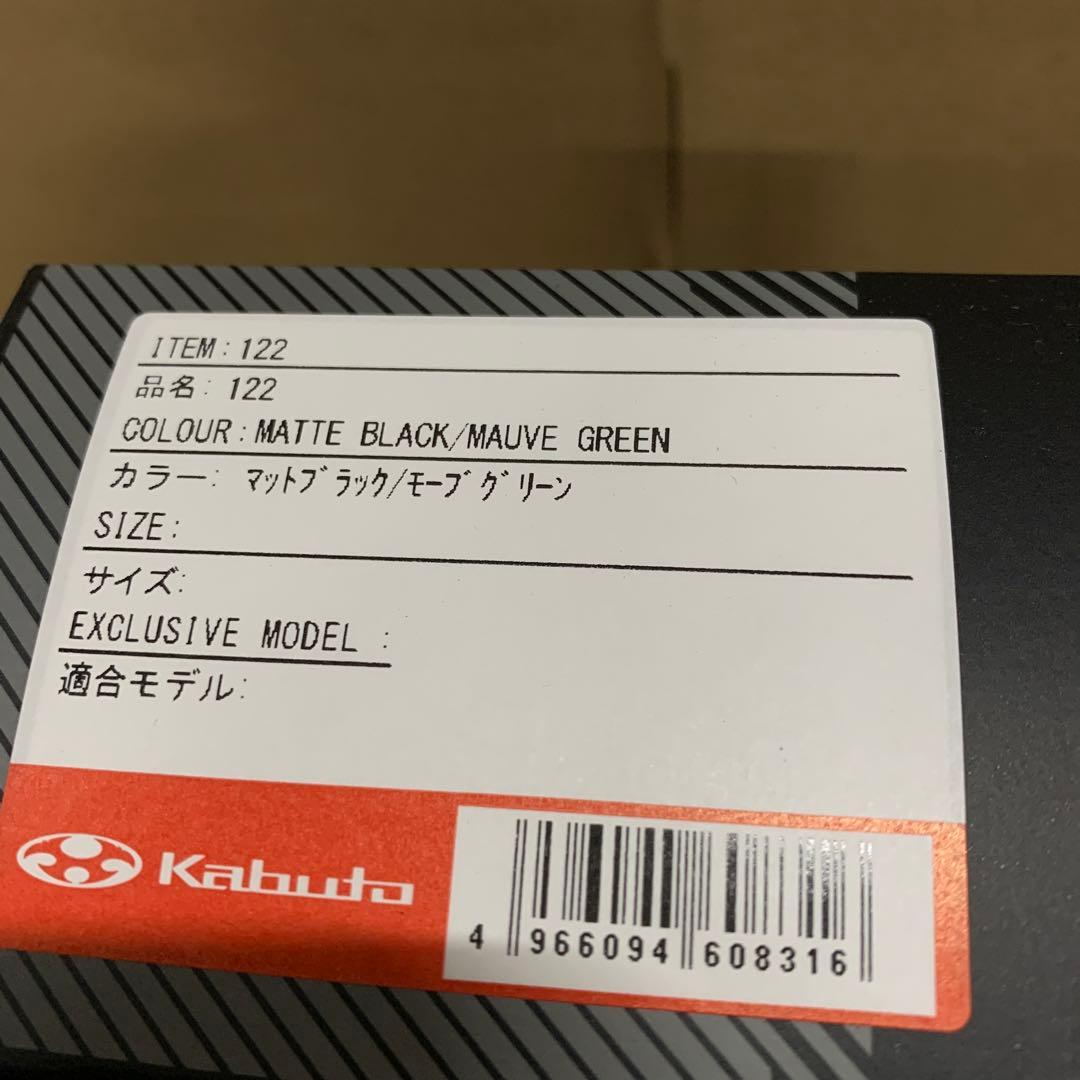 ITEM:122
品名:122
COLOUR:MATTE BLACK/MAUVE GREEN
カラー: ﾏｯﾄﾌﾞﾗｯｸ/ﾓｰﾌﾞｸﾞﾘｰﾝ
SIZE:
サイズ:
EXCLUSIVE MODEL :
適合モデル:
Kabuto
4 966094 608316